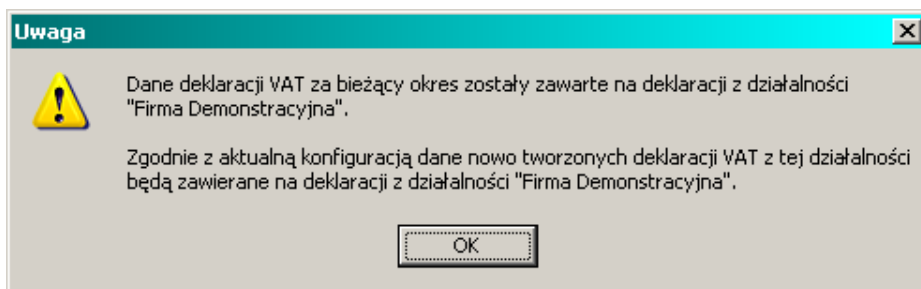 Uwaga
Dane deklaracji VAT za bieżący okres zostały zawarte na deklaracji z działalności
"Firma Demonstracyjna".
Zgodnie z aktualną konfiguracją dane nowo tworzonych deklaracji VAT z tej działalności
będą zawierane na deklaracji z działalności "Firma Demonstracyjna".
OK